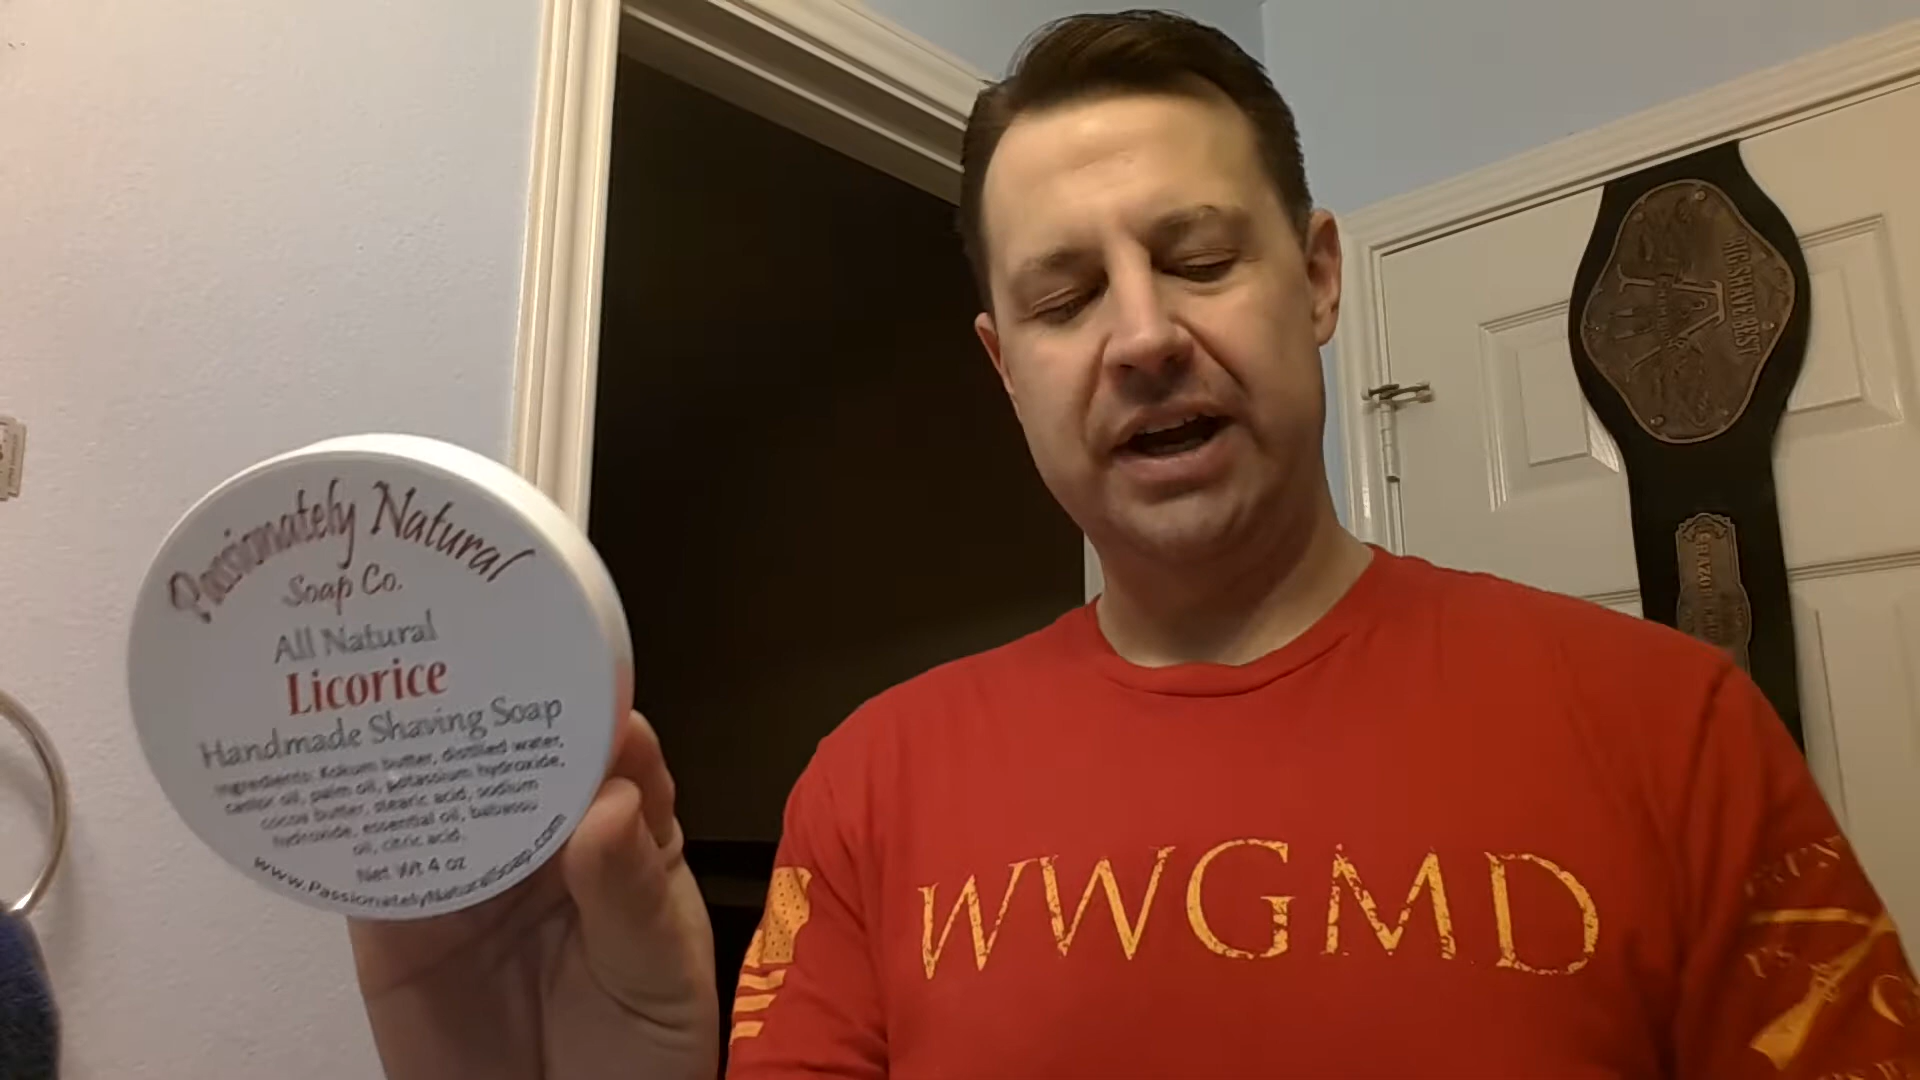 Passionately Natural
Soap Co.
All Natural
Licorice
Handmade Shaving Soap
Ingredients: Kokum butter, distilled water,
castor oil, palm oil, potassium hydroxide,
cocoa butter, stearic acid, sodium
hydroxide, essential oil, babassu
oil, citric acid.
Net Wt 4 oz
www.PassionatelyNaturalSoap.com
WWGMD
BEST